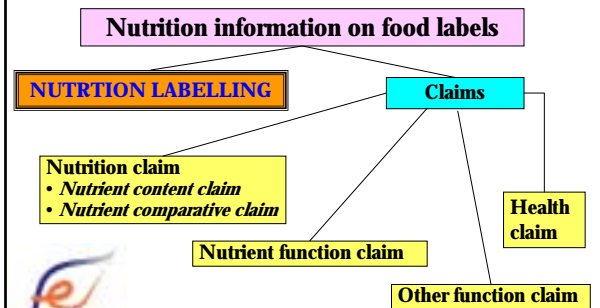 Nutrition information on food labels
NUTRTION LABELLING
Claims
Nutrition claim
• Nutrient content claim
• Nutrient comparative claim
Health
claim
Nutrient function claim
Other function claim